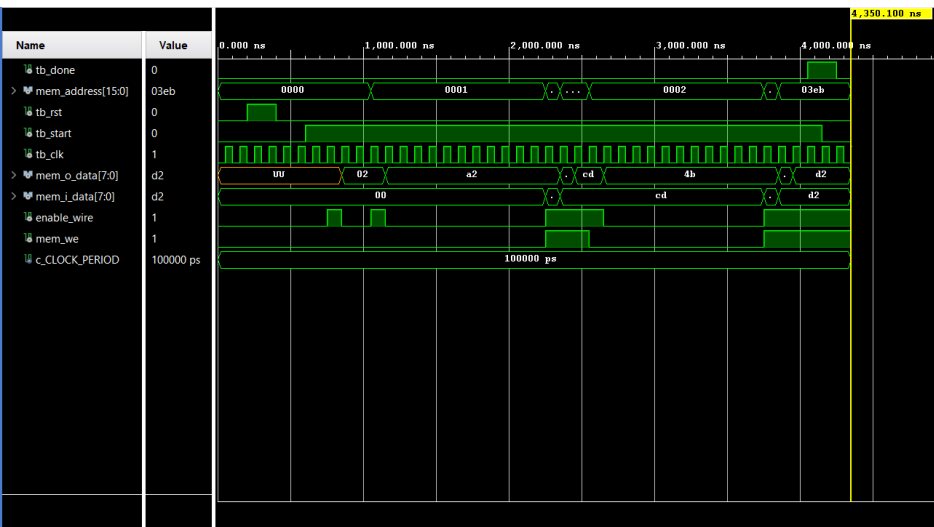 4,350.100 ns
Name Value
0.000 ns 1,000.000 ns 2,000.000 ns 3,000.000 ns 4,000.000 ns
tb_done 0
mem_address[15:0] 03eb 0000 0001 ... 0002 03eb
tb_rst 0
tb_start 0
tb_clk 1
mem_o_data[7:0] d2 UU 02 a2 cd 4b d2
mem_i_data[7:0] d2 00 cd d2
enable_wire 1
mem_we 1
c_CLOCK_PERIOD 100000 ps 100000 ps